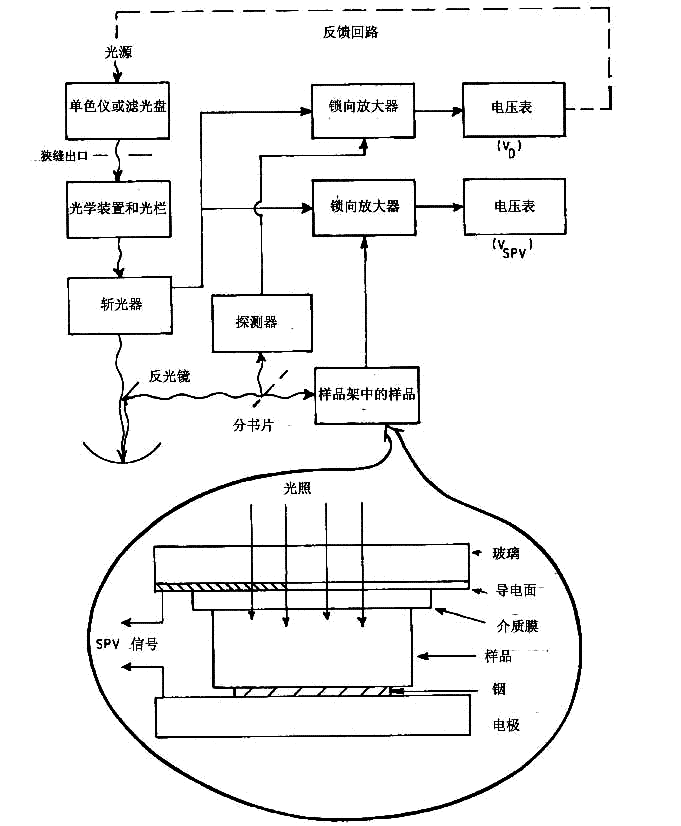 反馈回路
光源
单色仪或滤光盘
锁向放大器
电压表
(V_D)
狭缝出口
光学装置和光栏
锁向放大器
电压表
(V_SPV)
斩光器
探测器
反光镜
样品架中的样品
分书片
光照
玻璃
导电面
介质膜
SPV 信号
样品
铟
电极